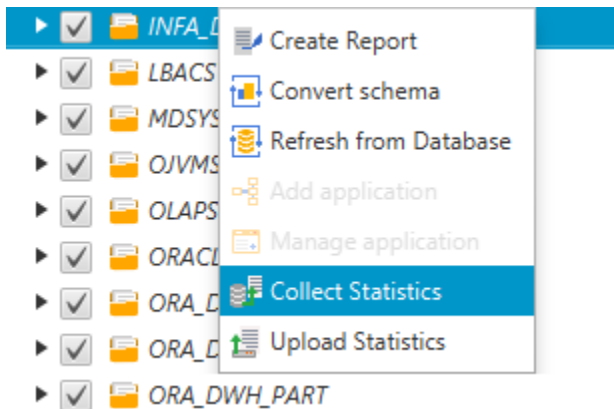 INFA_D
Create Report
LBACS
Convert schema
MDSYS
Refresh from Database
OJVMS
Add application
OLAPS
Manage application
ORACL
Collect Statistics
ORA_D
Upload Statistics
ORA_D
ORA_DWH_PART